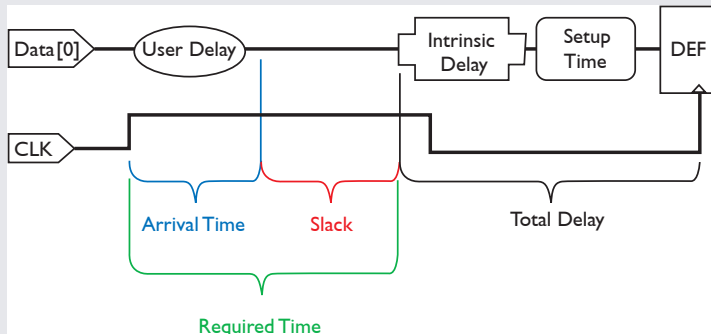 Data[0]
User Delay
Intrinsic
Delay
Setup
Time
DEF
CLK
Arrival Time
Slack
Total Delay
Required Time